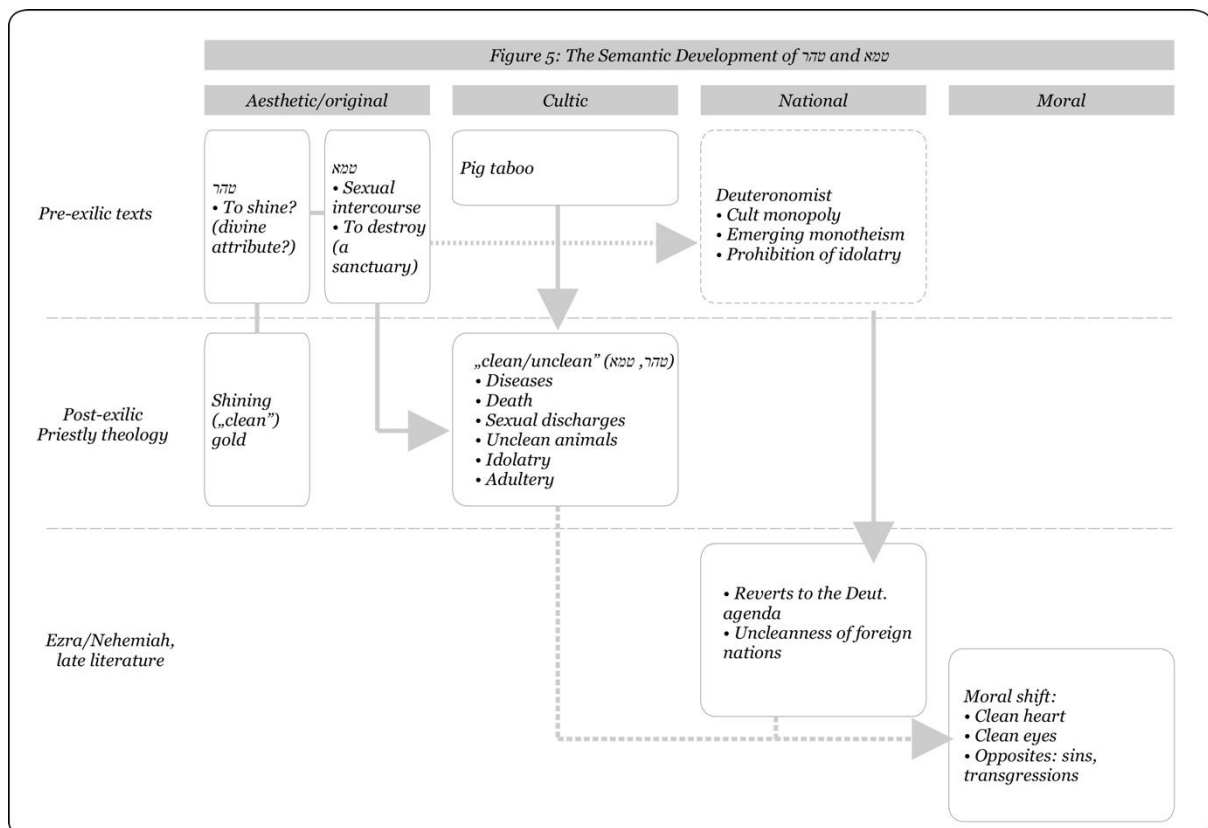 Figure 5: The Semantic Development of טהר and טמא
Aesthetic/original
Cultic
National
Moral
Pre-exilic texts
טהר
• To shine?
(divine
attribute?)
טמא
• Sexual
intercourse
• To destroy
(a
sanctuary)
Pig taboo
Deuteronomist
• Cult monopoly
• Emerging monotheism
• Prohibition of idolatry
Post-exilic
Priestly theology
Shining
(„clean”)
gold
„clean/unclean” (טהר, טמא)
• Diseases
• Death
• Sexual discharges
• Unclean animals
• Idolatry
• Adultery
Ezra/Nehemiah,
late literature
• Reverts to the Deut.
agenda
• Uncleanness of foreign
nations
Moral shift:
• Clean heart
• Clean eyes
• Opposites: sins,
transgressions